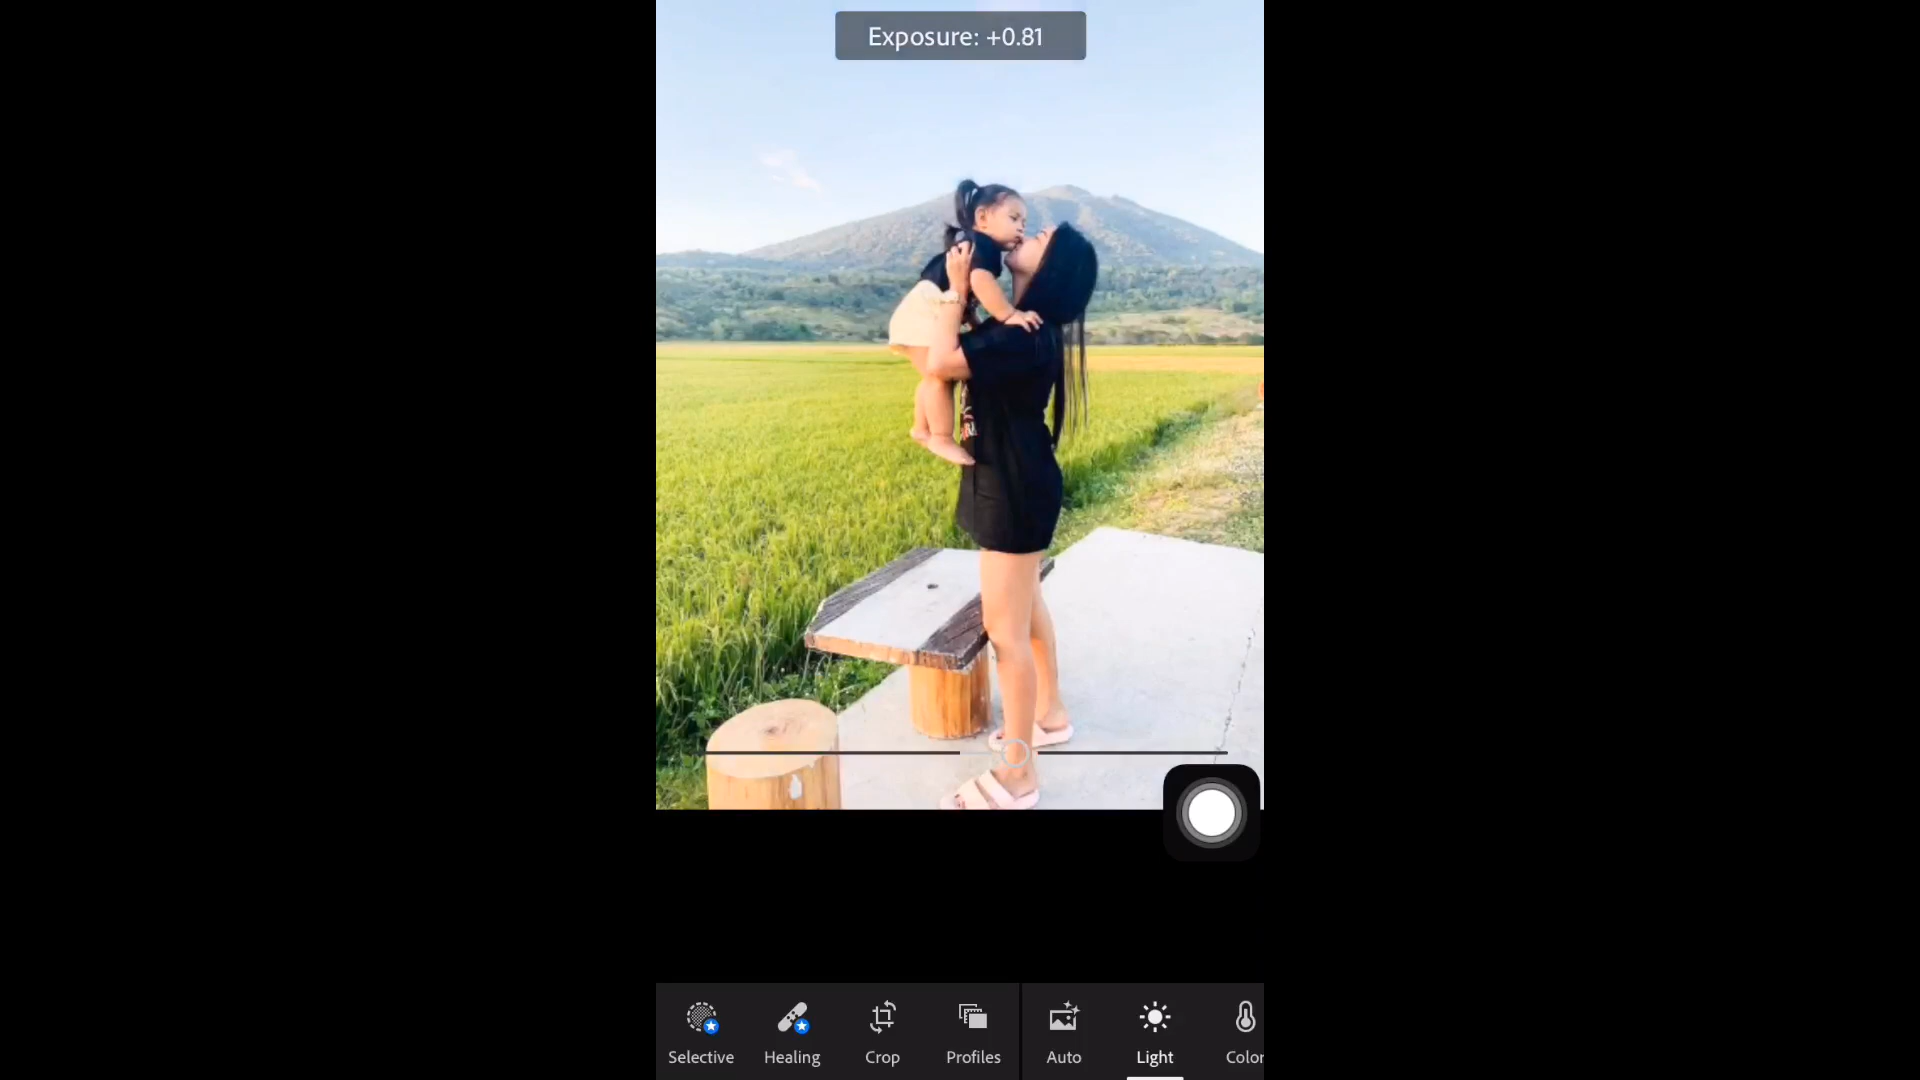 Exposure: +0.81
Selective
Healing
Crop
Profiles
Auto
Light
Color